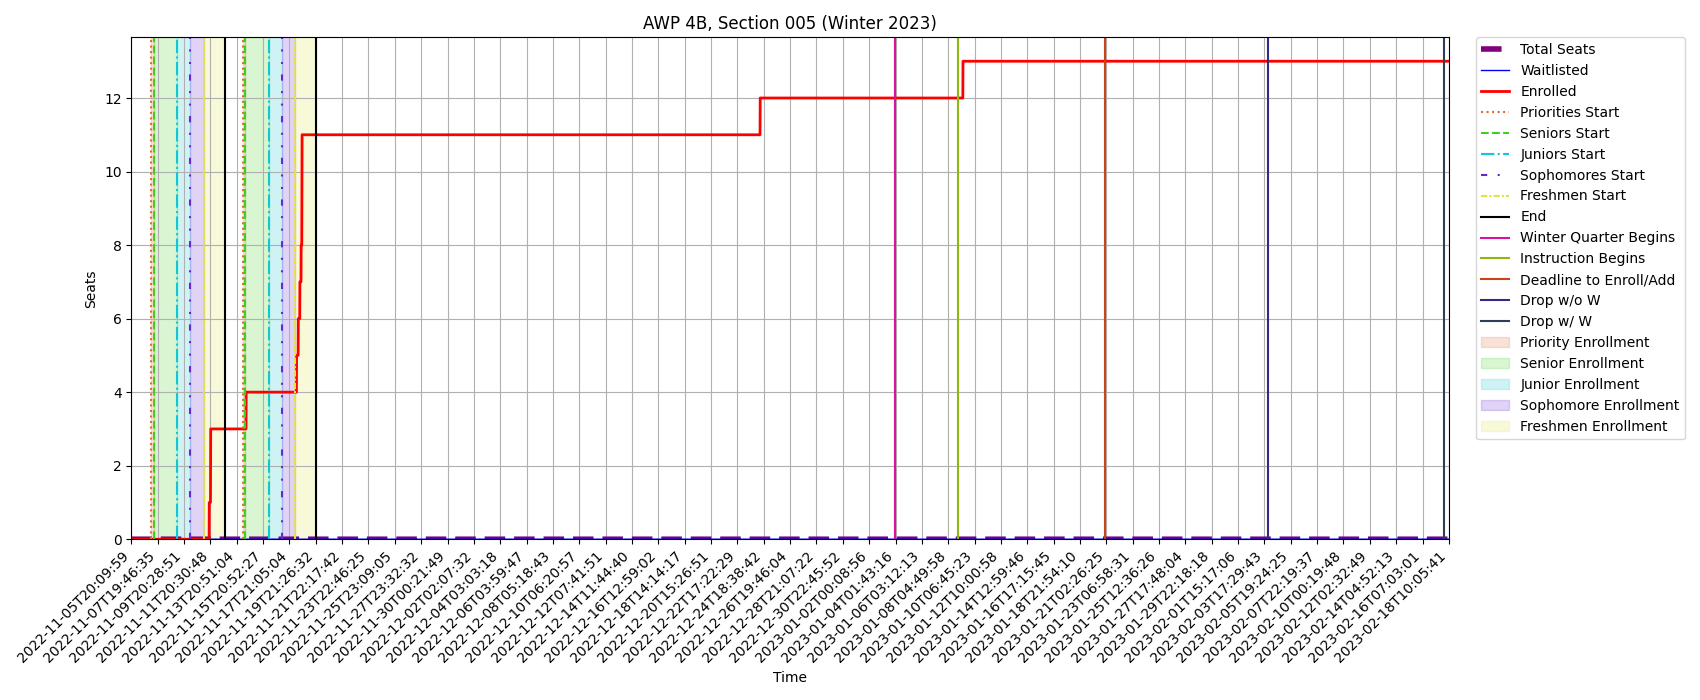 AWP 4B, Section 005 (Winter 2023)
Seats
12
10
8
6
4
2
0
2022-11-05T20:09:59
2022-11-07T19:46:35
2022-11-09T20:28:51
2022-11-11T20:30:48
2022-11-13T20:51:04
2022-11-15T20:52:27
2022-11-17T21:05:04
2022-11-19T21:26:32
2022-11-21T22:17:42
2022-11-23T22:46:25
2022-11-25T23:09:05
2022-11-27T23:32:32
2022-11-30T00:21:49
2022-12-02T02:07:32
2022-12-04T03:03:18
2022-12-06T03:59:47
2022-12-08T05:18:43
2022-12-10T06:20:57
2022-12-12T07:41:51
2022-12-14T11:44:40
2022-12-16T12:59:02
2022-12-18T14:14:17
2022-12-20T15:26:51
2022-12-22T17:22:29
2022-12-24T18:38:42
2022-12-26T19:46:04
2022-12-28T21:07:22
2022-12-30T22:45:52
2023-01-02T00:08:56
2023-01-04T01:43:16
2023-01-06T03:12:13
2023-01-08T04:49:58
2023-01-10T06:45:23
2023-01-12T10:00:58
2023-01-14T12:59:46
2023-01-16T17:15:45
2023-01-18T21:54:10
2023-01-21T02:26:25
2023-01-23T06:58:31
2023-01-25T12:36:26
2023-01-27T17:48:04
2023-01-29T22:18:18
2023-02-01T15:17:06
2023-02-03T17:29:43
2023-02-05T19:24:25
2023-02-07T22:19:37
2023-02-10T00:19:48
2023-02-12T02:32:49
2023-02-14T04:52:13
2023-02-16T07:03:01
2023-02-18T10:05:41
Time
Total Seats
Waitlisted
Enrolled
Priorities Start
Seniors Start
Juniors Start
Sophomores Start
Freshmen Start
End
Winter Quarter Begins
Instruction Begins
Deadline to Enroll/Add
Drop w/o W
Drop w/ W
Priority Enrollment
Senior Enrollment
Junior Enrollment
Sophomore Enrollment
Freshmen Enrollment